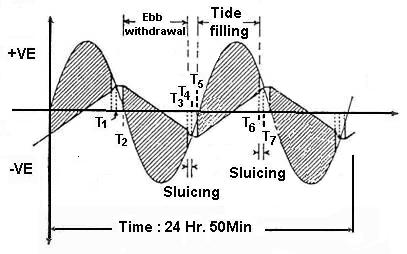 Ebb
withdrawal
Tide
filling
+VE
T5
T4
T3
T1
T2
T6
T7
-VE
Sluicing
Sluicing
Time : 24 Hr. 50Min